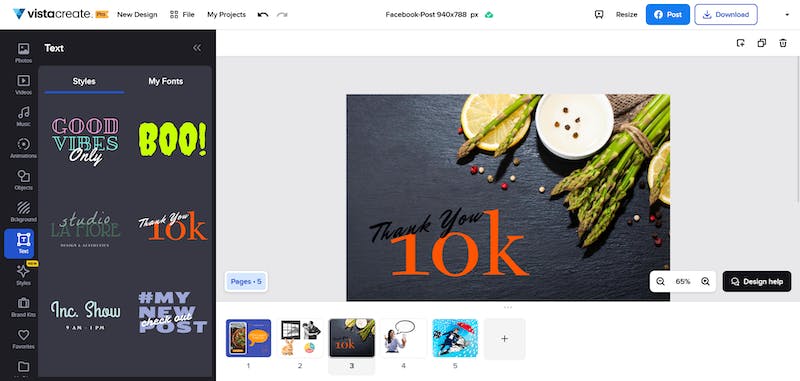 vistacreate. Pro New Design File My Projects Facebook-Post 940x788 px Resize Post Download
Text
Styles My Fonts
Photos
Videos
Music
Animations
Objects
Bckground
Text
NEW
Styles
Brand Kits
Favorites
GOOD
VIBES
Only
BOO!
studio
LA FIORE
DESIGN & AESTHETICS
Thank You
10k
Inc. Show
9 AM - 1 PM
#MY
NEW
check out
POST
Thank You
10k
Pages • 5
65%
Design help
1 2 3 4 5